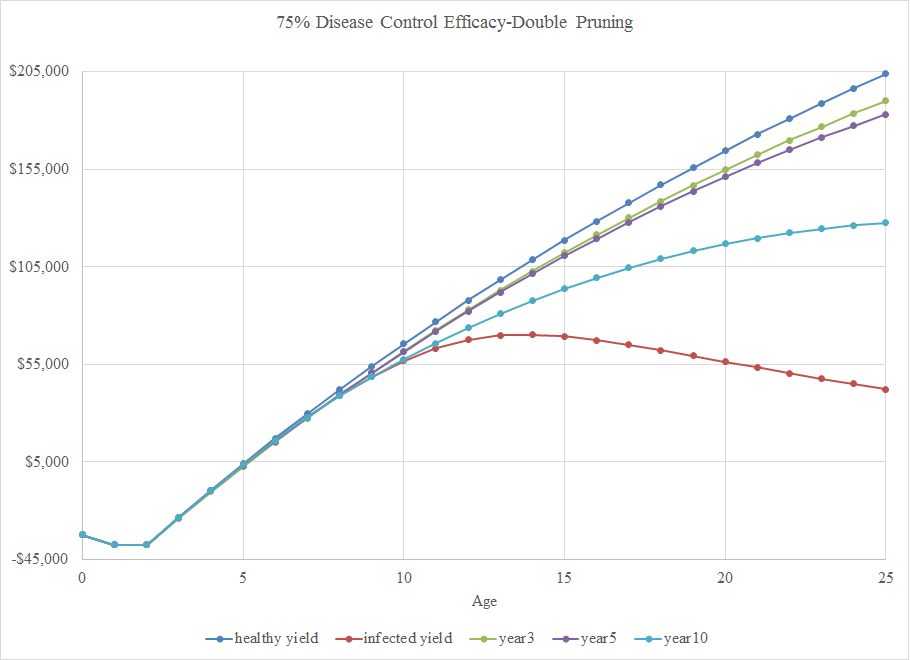 75% Disease Control Efficacy-Double Pruning
$205,000
$155,000
$105,000
$55,000
$5,000
-$45,000
0 5 10 15 20 25
Age
healthy yield infected yield year3 year5 year10